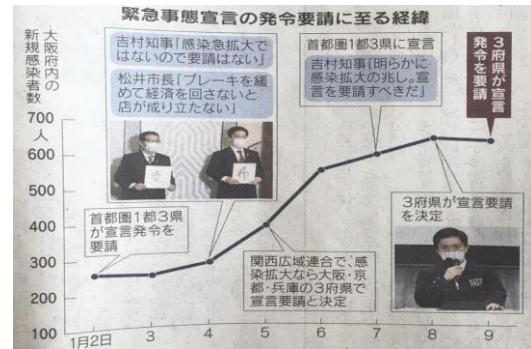 緊急事態宣言の発令要請に至る経緯
大阪府内の
新規感染者数
吉村知事「感染急拡大で
はないので要請はない」
松井市長「ブレーキを緩
めて経済を回さないと
店が成り立たない」
首都圏1都3県に宣言
吉村知事「明らかに
感染拡大の兆し。宣
言を要請すべきだ」
3府県が宣言
発令を要請
700
人
600
500
400
300
200
100
首都圏1都3県
が宣言発令を
要請
関西広域連合で、感
染拡大なら大阪・京
都・兵庫の3府県で
宣言要請と決定
3府県が宣言要請
を決定
1月2日
3
4
5
6
7
8
9